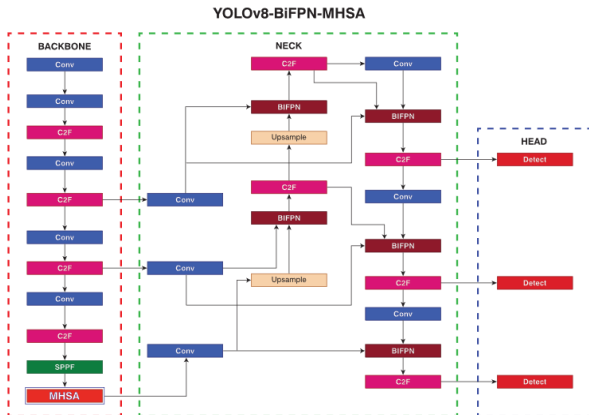 YOLOv8-BiFPN-MHSA
BACKBONE
Conv
Conv
C2F
Conv
C2F
Conv
C2F
Conv
C2F
SPPF
MHSA
NECK
C2F
Conv
BIFPN
BIFPN
Upsample
C2F
C2F
Conv
Conv
BIFPN
BIFPN
Conv
Upsample
C2F
Conv
Conv
BIFPN
C2F
HEAD
Detect
Detect
Detect